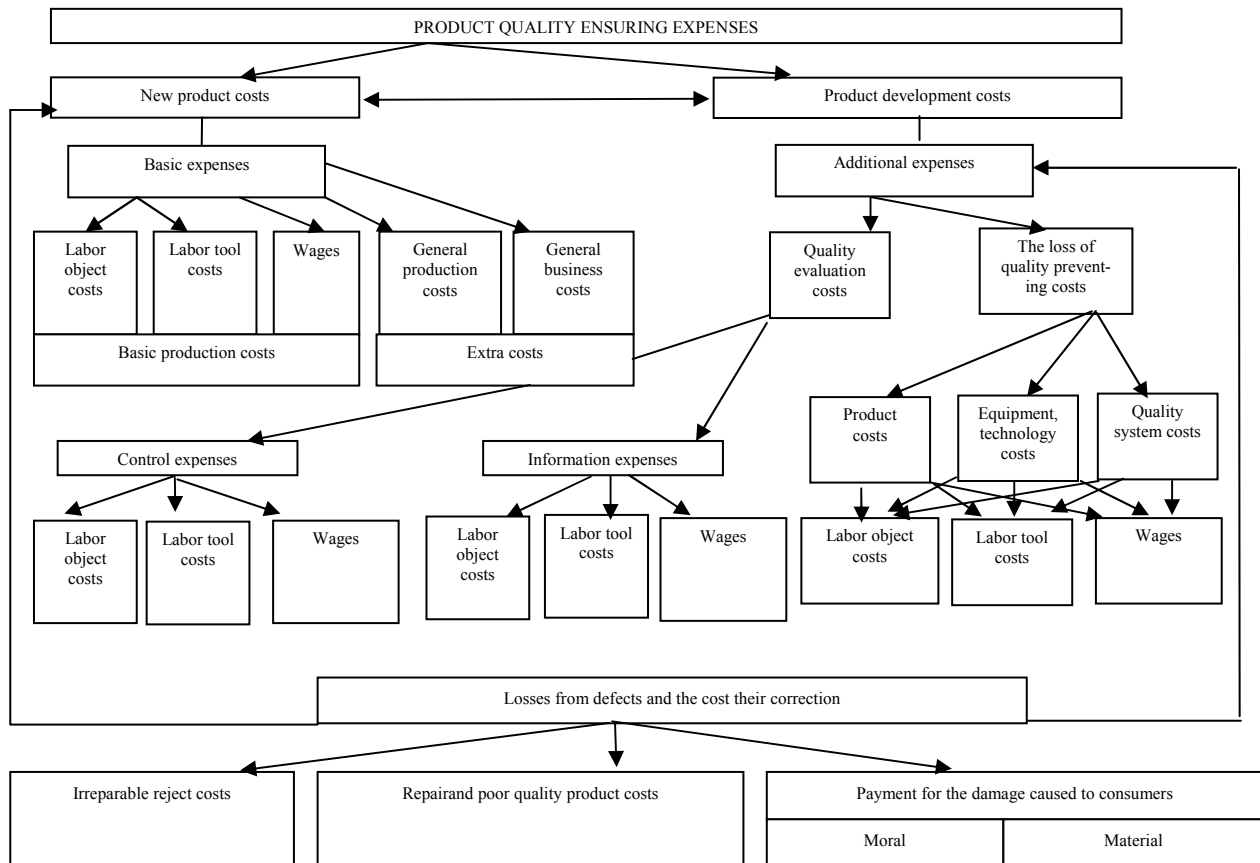 PRODUCT QUALITY ENSURING EXPENSES
New product costs
Product development costs
Basic expenses
Additional expenses
Labor
object
costs
Labor tool
costs
Wages
General
production
costs
General
business
costs
Quality
evaluation
costs
The loss of
quality prevent-
ing costs
Basic production costs
Extra costs
Product
costs
Equipment,
technology
costs
Quality
system costs
Control expenses
Information expenses
Labor
object
costs
Labor tool
costs
Wages
Labor
object
costs
Labor tool
costs
Wages
Labor object
costs
Labor tool
costs
Wages
Losses from defects and the cost their correction
Irreparable reject costs
Repairand poor quality product costs
Payment for the damage caused to consumers
Moral
Material